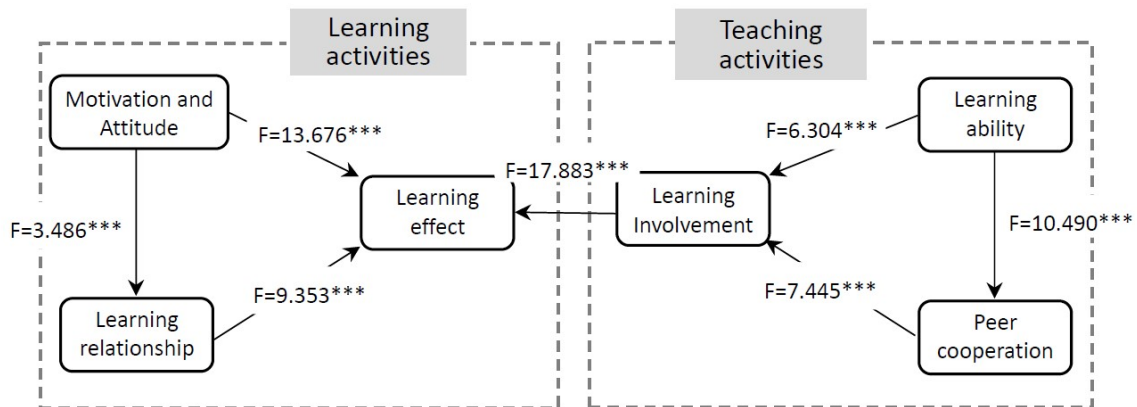 Learning
activities
Teaching
activities
Motivation and
Attitude
Learning
ability
F=13.676***
F=6.304***
F=17.883***
Learning
effect
Learning
Involvement
F=3.486***
F=10.490***
F=9.353***
F=7.445***
Learning
relationship
Peer
cooperation